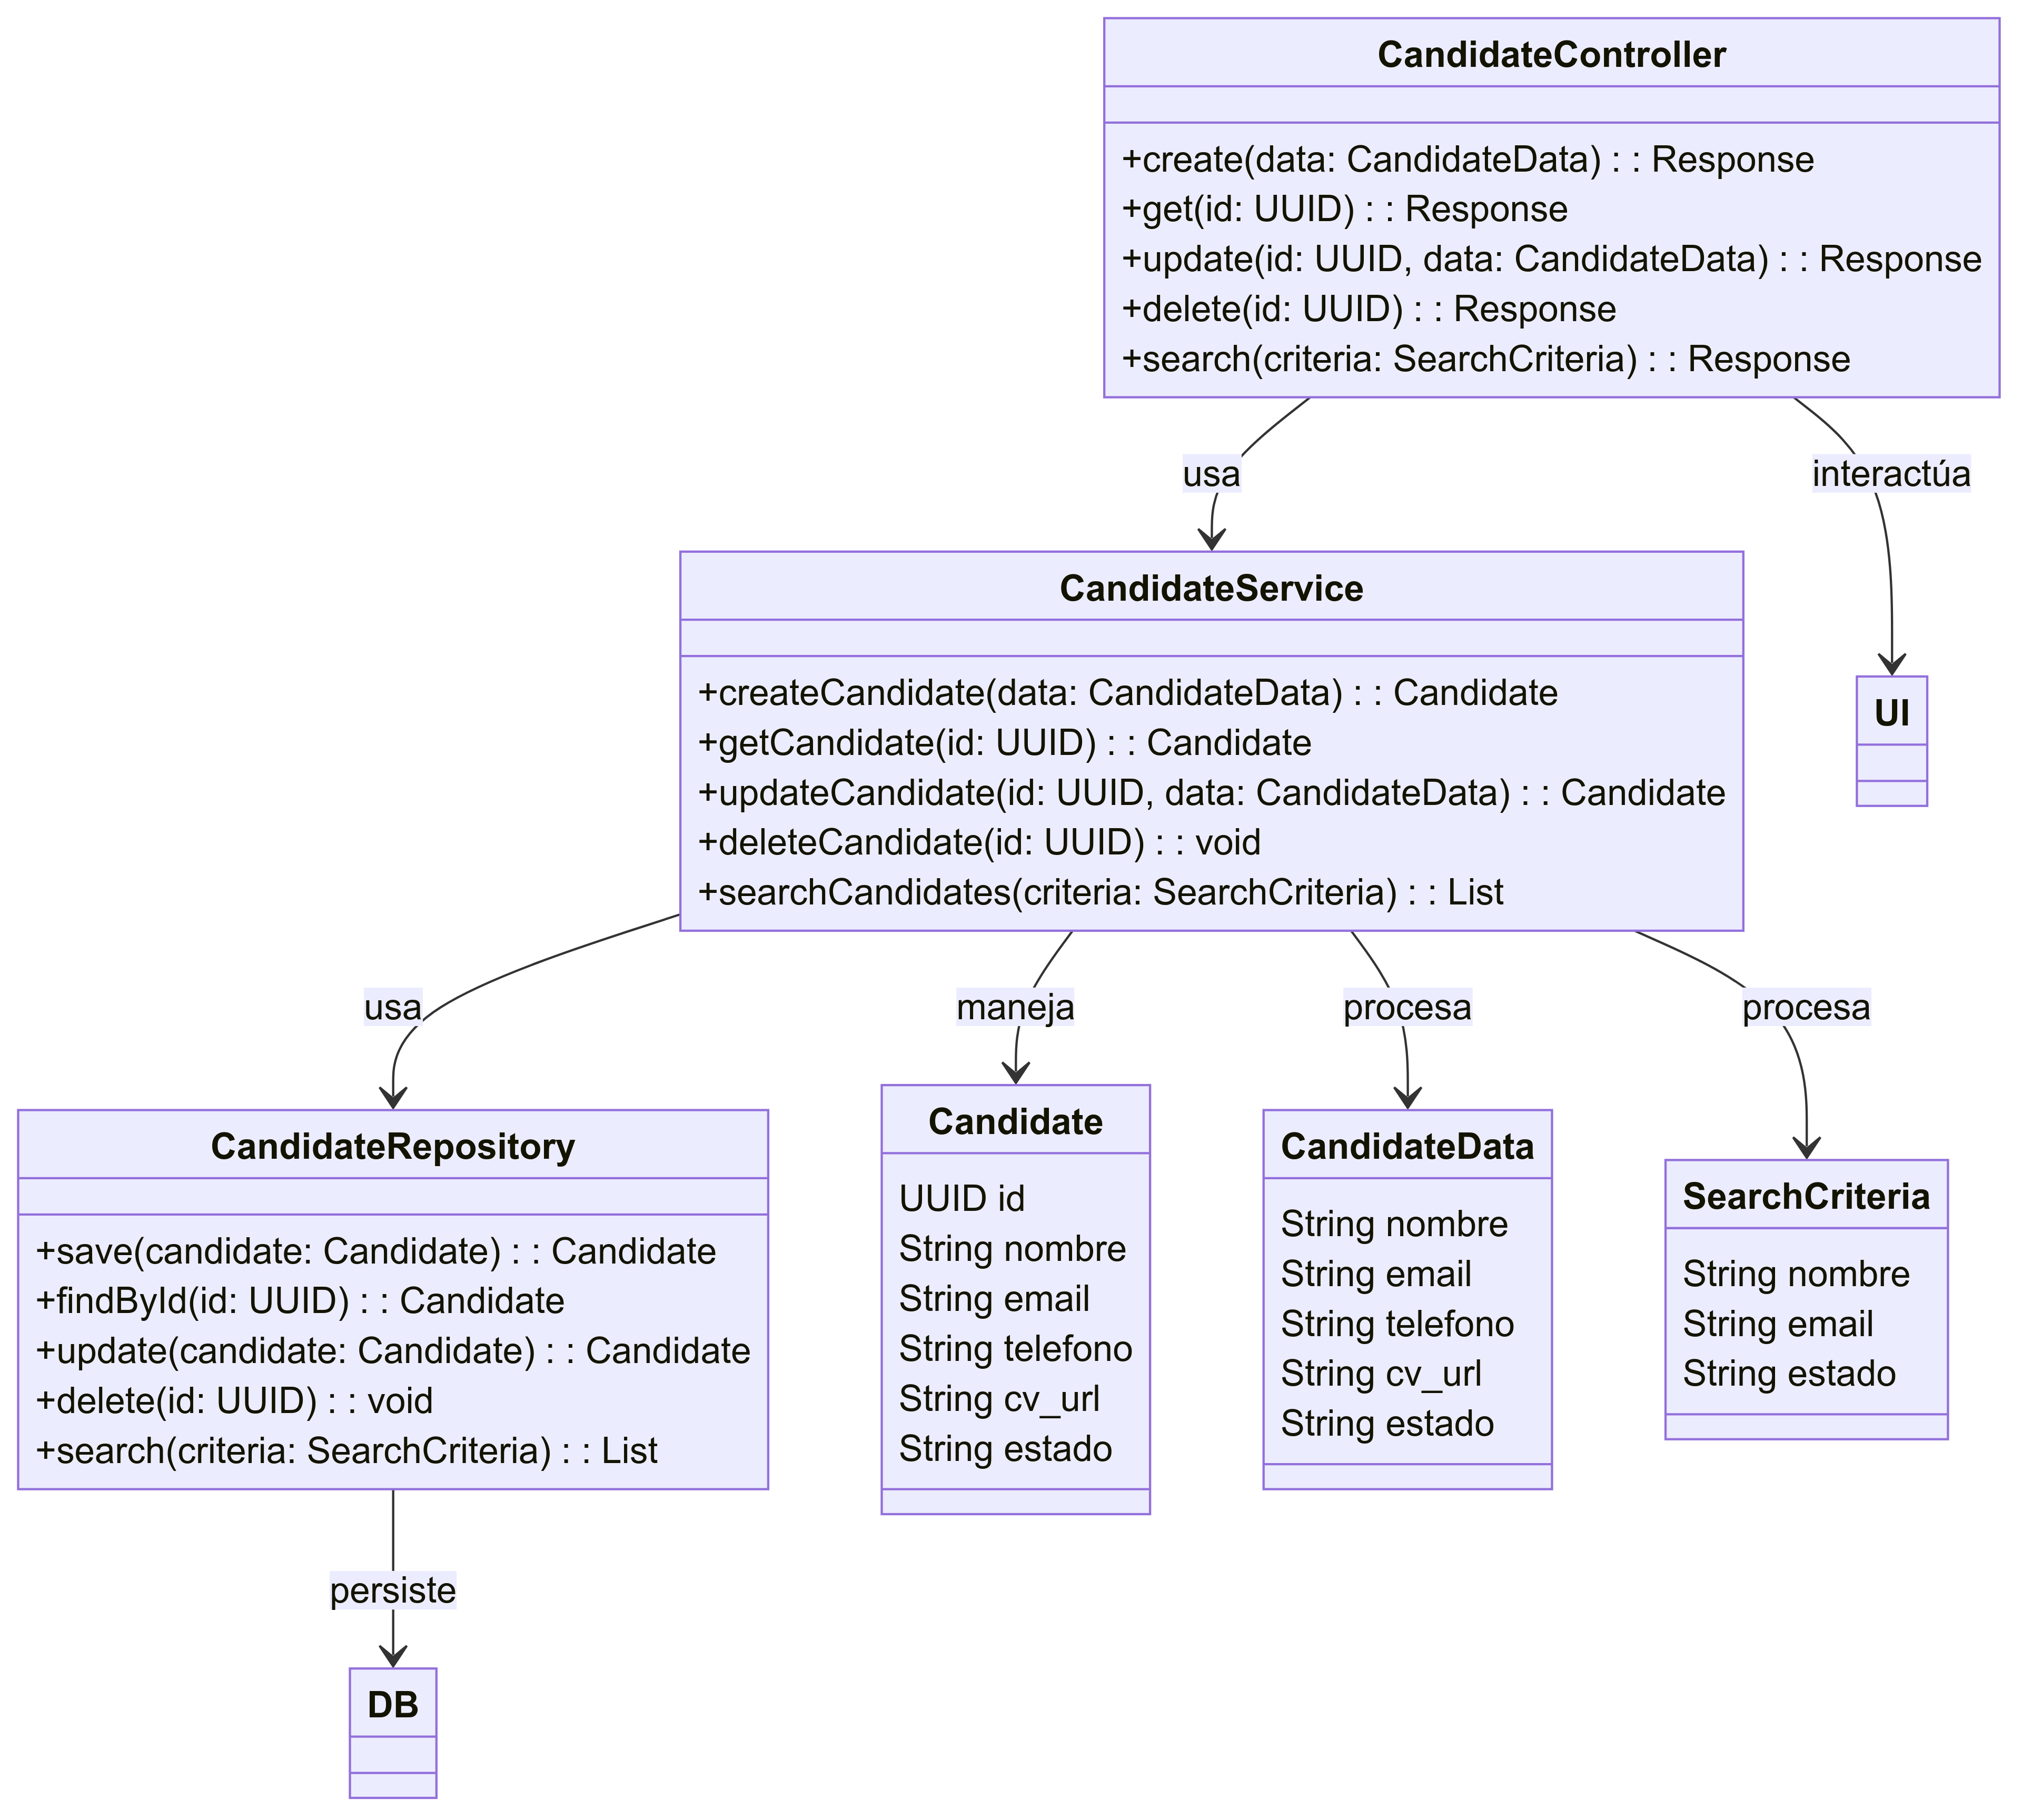 CandidateController
+create(data: CandidateData) : : Response
+get(id: UUID) : : Response
+update(id: UUID, data: CandidateData) : : Response
+delete(id: UUID) : : Response
+search(criteria: SearchCriteria) : : Response
usa
interactúa
CandidateService
+createCandidate(data: CandidateData) : : Candidate
+getCandidate(id: UUID) : : Candidate
+updateCandidate(id: UUID, data: CandidateData) : : Candidate
+deleteCandidate(id: UUID) : : void
+searchCandidates(criteria: SearchCriteria) : : List
UI
usa
maneja
procesa
procesa
CandidateRepository
+save(candidate: Candidate) : : Candidate
+findById(id: UUID) : : Candidate
+update(candidate: Candidate) : : Candidate
+delete(id: UUID) : : void
+search(criteria: SearchCriteria) : : List
Candidate
UUID id
String nombre
String email
String telefono
String cv_url
String estado
CandidateData
String nombre
String email
String telefono
String cv_url
String estado
SearchCriteria
String nombre
String email
String estado
persiste
DB